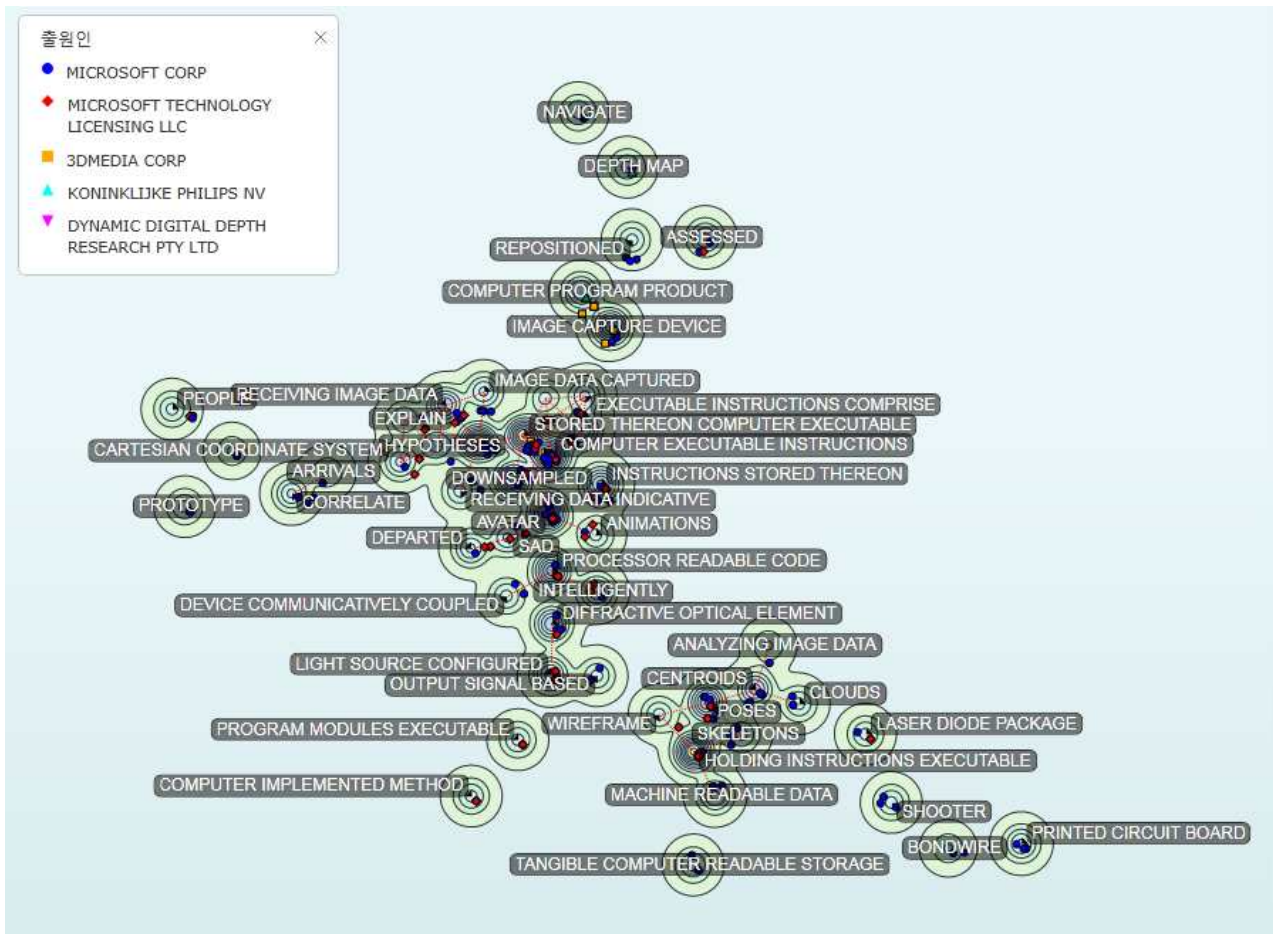 출원인
MICROSOFT CORP
MICROSOFT TECHNOLOGY
LICENSING LLC
3DMEDIA CORP
KONINKLIJKE PHILIPS NV
DYNAMIC DIGITAL DEPTH
RESEARCH PTY LTD
NAVIGATE
DEPTH MAP
ASSESSED
REPOSITIONED
COMPUTER PROGRAM PRODUCT
IMAGE CAPTURE DEVICE
IMAGE DATA CAPTURED
RECEIVING IMAGE DATA
PEOPLE
EXECUTABLE INSTRUCTIONS COMPRISE
EXPLAIN
STORED THEREON COMPUTER EXECUTABLE
HYPOTHESES
COMPUTER EXECUTABLE INSTRUCTIONS
CARTESIAN COORDINATE SYSTEM
ARRIVALS
DOWNSAMPLED
INSTRUCTIONS STORED THEREON
PROTOTYPE
CORRELATE
RECEIVING DATA INDICATIVE
AVATAR
ANIMATIONS
DEPARTED
SAD
PROCESSOR READABLE CODE
INTELLIGENTLY
DEVICE COMMUNICATIVELY COUPLED
DIFFRACTIVE OPTICAL ELEMENT
ANALYZING IMAGE DATA
LIGHT SOURCE CONFIGURED
OUTPUT SIGNAL BASED
CENTROIDS
CLOUDS
POSES
WIREFRAME
LASER DIODE PACKAGE
PROGRAM MODULES EXECUTABLE
SKELETONS
HOLDING INSTRUCTIONS EXECUTABLE
COMPUTER IMPLEMENTED METHOD
MACHINE READABLE DATA
SHOOTER
PRINTED CIRCUIT BOARD
BONDWIRE
TANGIBLE COMPUTER READABLE STORAGE